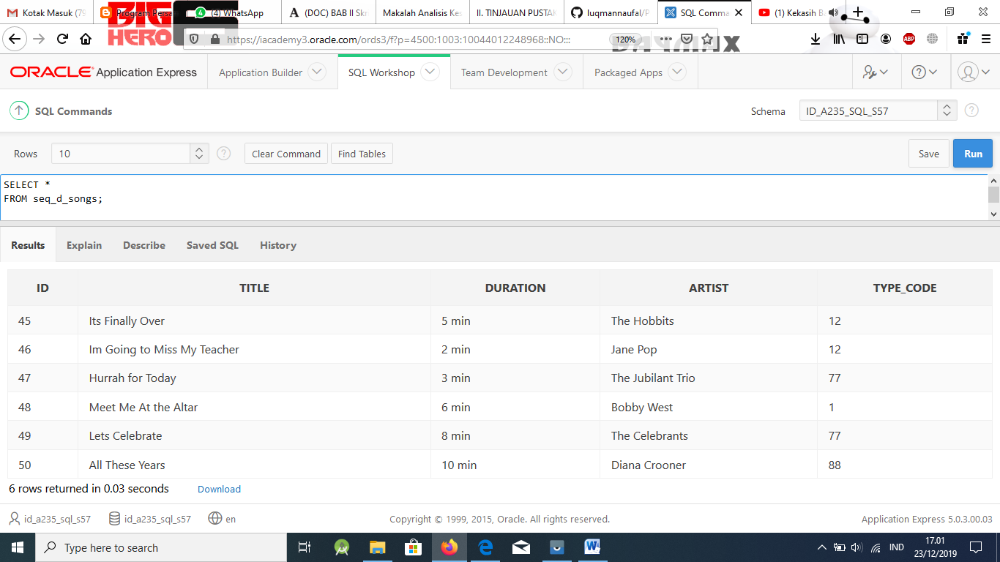 Kotak Masuk (79
Program Persar
(4) WhatsApp
(DOC) BAB II Skr
Makalah Analisis Kes
II. TINJAUAN PUSTAK
luqmannaufal/P
SQL Comma
(1) Kekasih B
BIG
HERO
https://iacademy3.oracle.com/ords3/f?p=4500:1003:10044012248968::NO:::
120%
BAYMAX
ABP
ORACLE Application Express
Application Builder
SQL Workshop
Team Development
Packaged Apps
SQL Commands
Schema
ID_A235_SQL_S57
Rows
10
Clear Command
Find Tables
Save
Run
SELECT *
FROM seq_d_songs;
Results
Explain
Describe
Saved SQL
History
ID TITLE DURATION ARTIST TYPE_CODE
45 Its Finally Over 5 min The Hobbits 12
46 Im Going to Miss My Teacher 2 min Jane Pop 12
47 Hurrah for Today 3 min The Jubilant Trio 77
48 Meet Me At the Altar 6 min Bobby West 1
49 Lets Celebrate 8 min The Celebrants 77
50 All These Years 10 min Diana Crooner 88
6 rows returned in 0.03 seconds
Download
id_a235_sql_s57
id_a235_sql_s57
en
Copyright © 1999, 2015, Oracle. All rights reserved.
Application Express 5.0.3.00.03
Type here to search
IND
17.01
23/12/2019